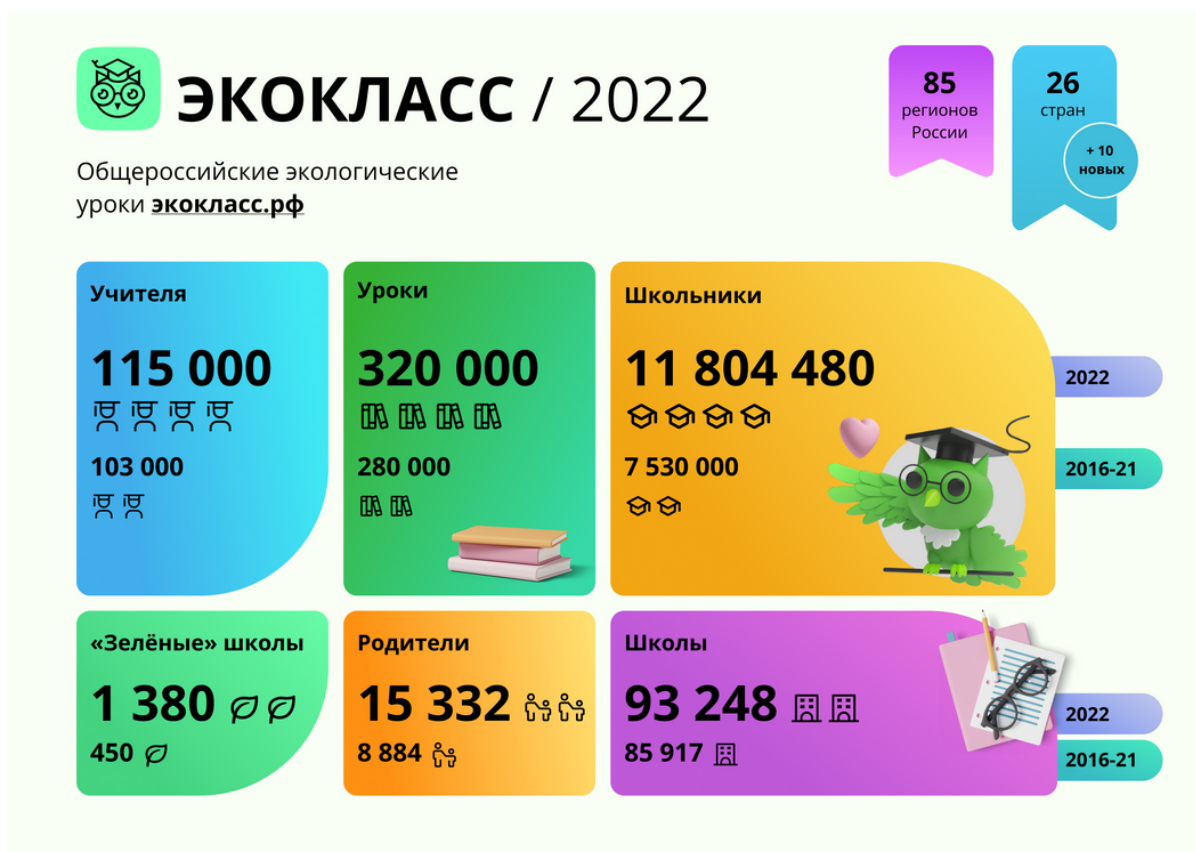 ЭКОКЛАСС / 2022
Общероссийские экологические
уроки экокласс.рф
85
регионов
России
26
стран
+ 10
новых
Учителя
115 000
103 000
Уроки
320 000
280 000
Школьники
11 804 480
7 530 000
2022
2016-21
«Зелёные» школы
1 380
450
Родители
15 332
8 884
Школы
93 248
85 917
2022
2016-21